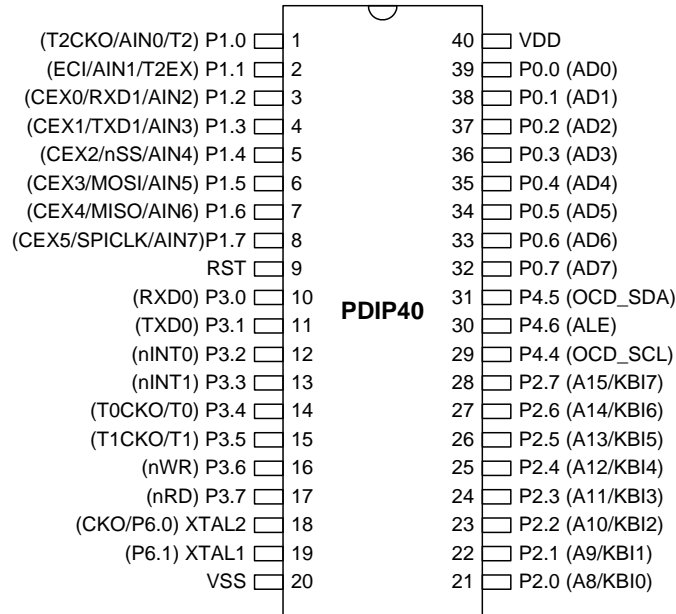 (T2CKO/AIN0/T2) P1.0 1 40 VDD
(ECI/AIN1/T2EX) P1.1 2 39 P0.0 (AD0)
(CEX0/RXD1/AIN2) P1.2 3 38 P0.1 (AD1)
(CEX1/TXD1/AIN3) P1.3 4 37 P0.2 (AD2)
(CEX2/nSS/AIN4) P1.4 5 36 P0.3 (AD3)
(CEX3/MOSI/AIN5) P1.5 6 35 P0.4 (AD4)
(CEX4/MISO/AIN6) P1.6 7 34 P0.5 (AD5)
(CEX5/SPICLK/AIN7)P1.7 8 33 P0.6 (AD6)
RST 9 32 P0.7 (AD7)
(RXD0) P3.0 10 31 P4.5 (OCD_SDA)
PDIP40
(TXD0) P3.1 11 30 P4.6 (ALE)
(nINT0) P3.2 12 29 P4.4 (OCD_SCL)
(nINT1) P3.3 13 28 P2.7 (A15/KBI7)
(T0CKO/T0) P3.4 14 27 P2.6 (A14/KBI6)
(T1CKO/T1) P3.5 15 26 P2.5 (A13/KBI5)
(nWR) P3.6 16 25 P2.4 (A12/KBI4)
(nRD) P3.7 17 24 P2.3 (A11/KBI3)
(CKO/P6.0) XTAL2 18 23 P2.2 (A10/KBI2)
(P6.1) XTAL1 19 22 P2.1 (A9/KBI1)
VSS 20 21 P2.0 (A8/KBI0)